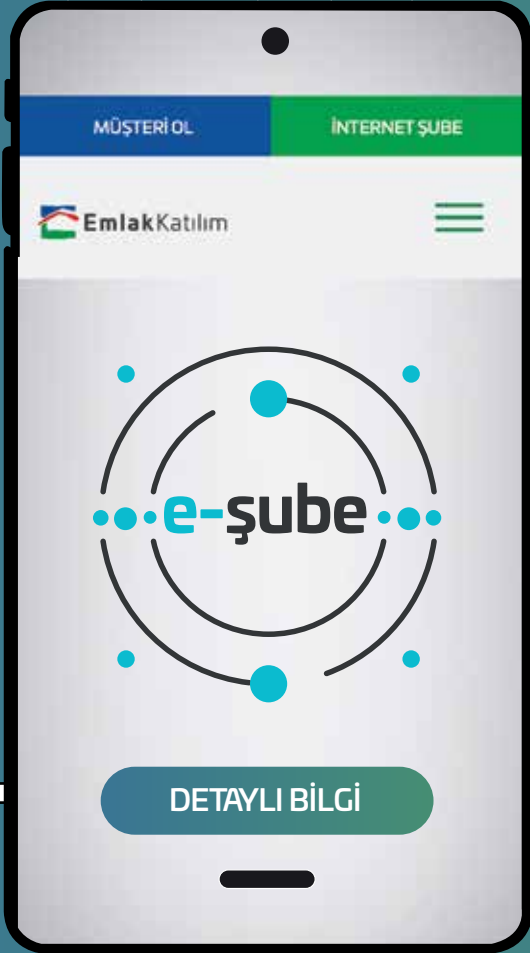 MÜŞTERİ OL
İNTERNET ŞUBE
EmlakKatılım
e-şube
DETAYLI BİLGİ